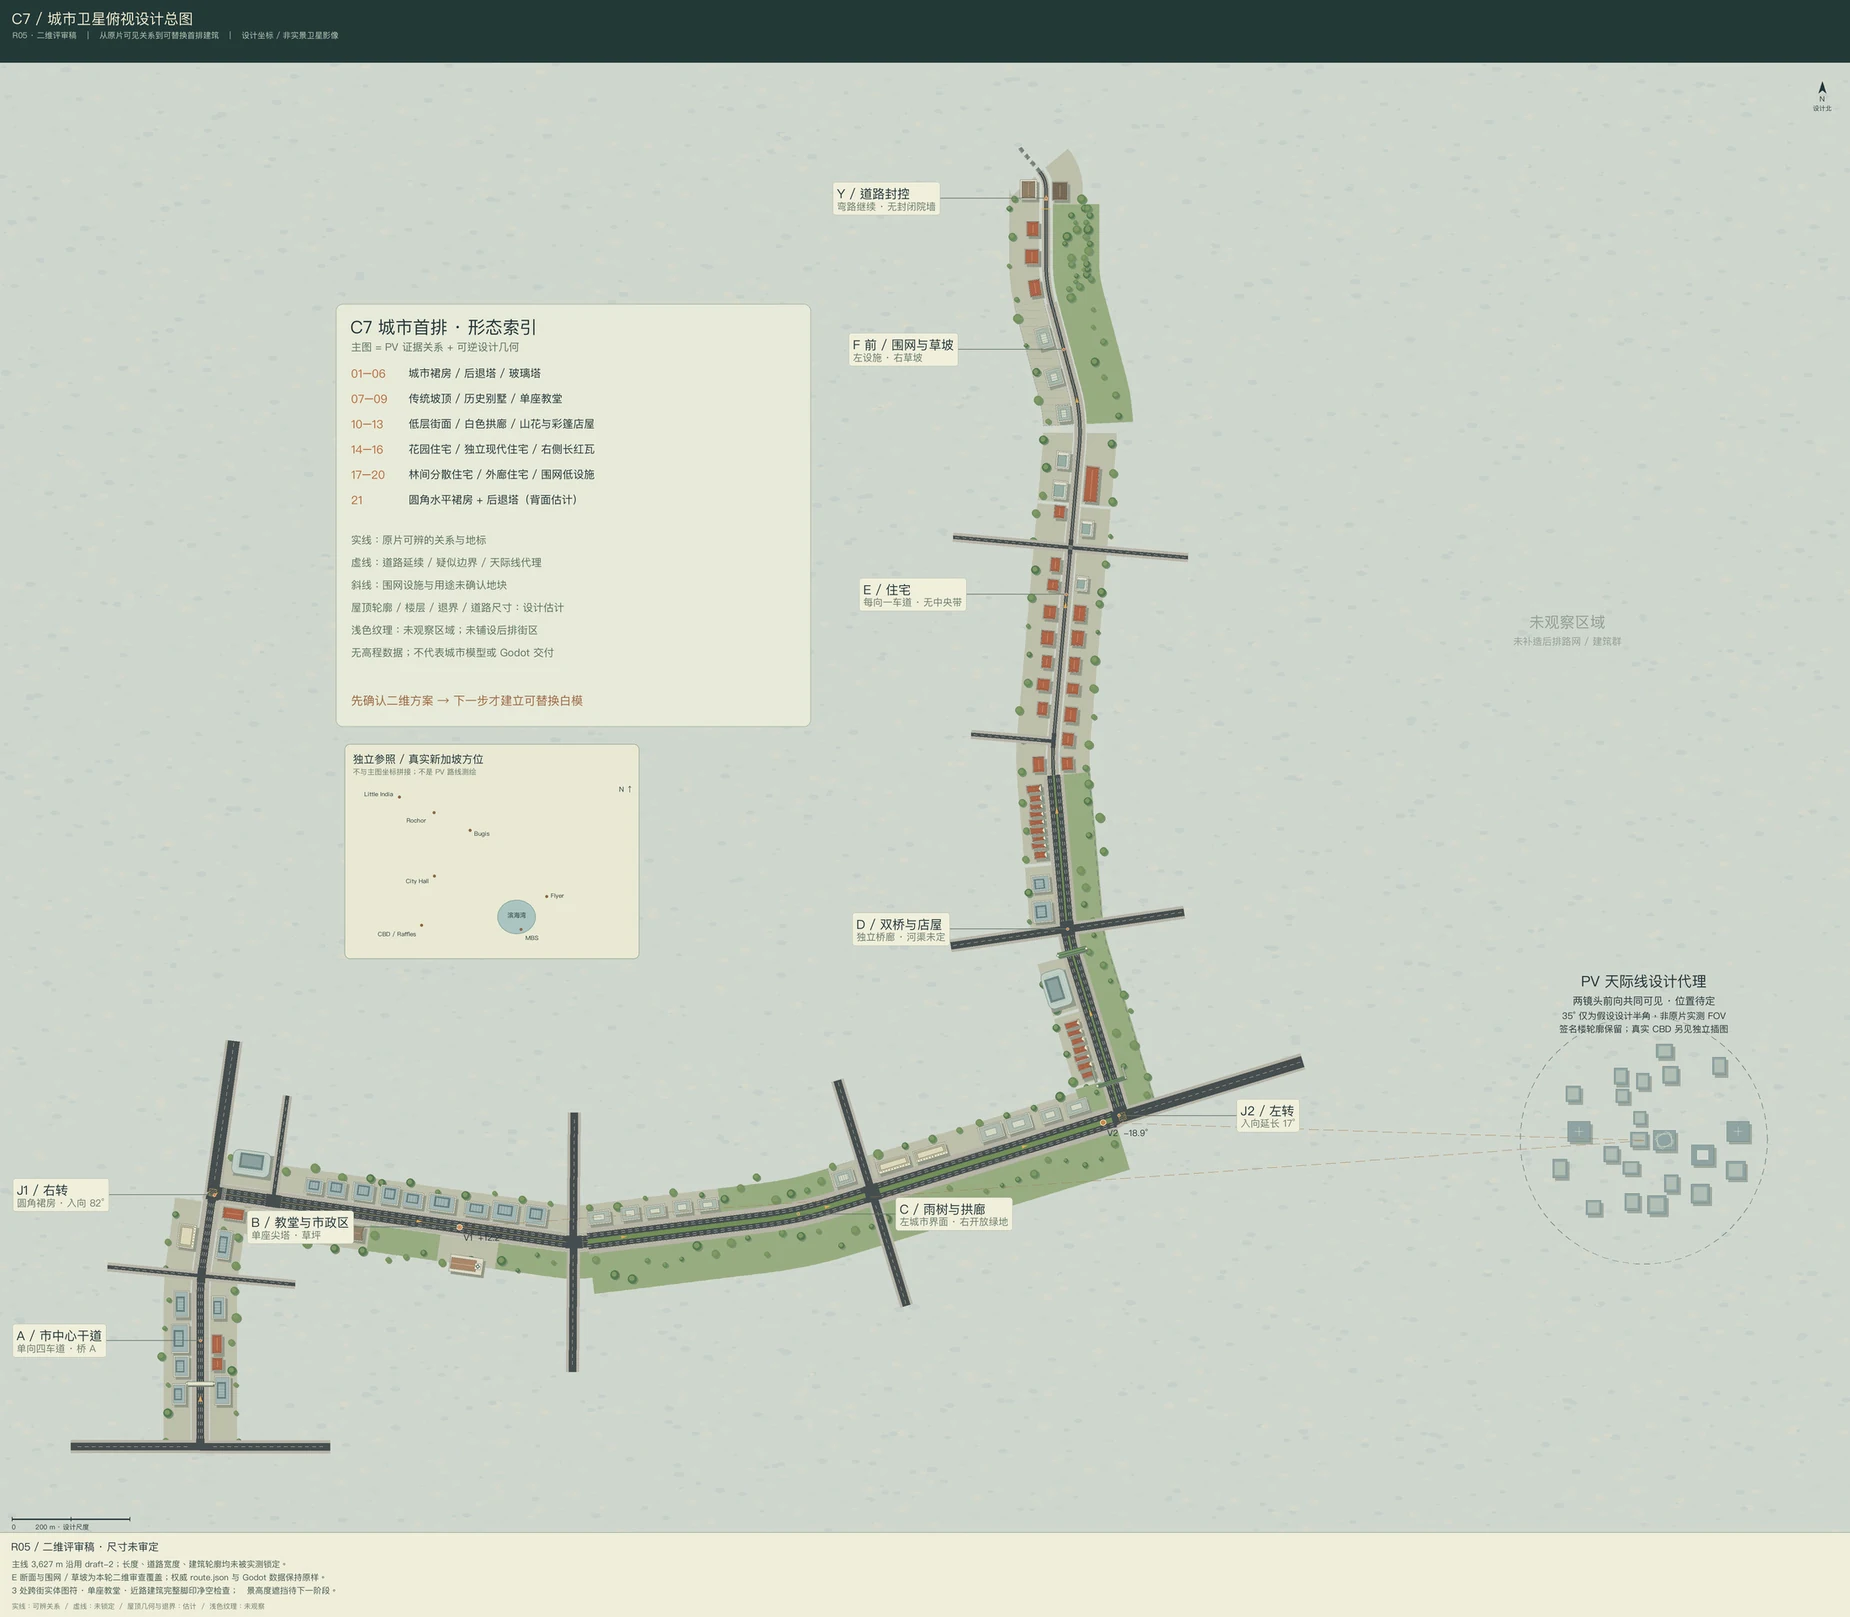 C7 / 城市卫星俯视设计总图
R05 · 二维评审稿 | 从原片可见关系到可替换首排建筑 | 设计坐标 / 非实景卫星影像
N
设计北
Y / 道路封控
弯路继续 · 无封闭院墙
C7 城市首排 · 形态索引
主图 = PV 证据关系 + 可逆设计几何
01—06 城市裙房 / 后退塔 / 玻璃塔
07—09 传统坡顶 / 历史别墅 / 单座教堂
10—13 低层街面 / 白色拱廊 / 山花与彩篷店屋
14—16 花园住宅 / 独立现代住宅 / 右侧长红瓦
17—20 林间分散住宅 / 外廊住宅 / 围网低设施
21 圆角水平裙房 + 后退塔（背面估计）
实线：原片可辨的关系与地标
虚线：道路延续 / 疑似边界 / 天际线代理
斜线：围网设施与用途未确认地块
屋顶轮廓 / 楼层 / 退界 / 道路尺寸：设计估计
浅色纹理：未观察区域；未铺设后排街区
无高程数据；不代表城市模型或 Godot 交付
先确认二维方案 → 下一步才建立可替换白模
F 前 / 围网与草坡
左设施 · 右草坡
E / 住宅
每向一车道 · 无中央带
未观察区域
未补造后排路网 / 建筑群
独立参照 / 真实新加坡方位
不与主图坐标拼接；不是 PV 路线测绘
N ↑
Little India
Rochor
Bugis
City Hall
Flyer
滨海湾
CBD / Raffles
MBS
D / 双桥与店屋
独立桥廊 · 河渠未定
PV 天际线设计代理
两镜头前向共同可见 · 位置待定
35° 仅为假设设计半角 · 非原片实测 FOV
签名楼轮廓保留；真实 CBD 另见独立插图
J2 / 左转
入向延长 17°
V2 -18.9°
J1 / 右转
圆角裙房 · 入向 82°
B / 教堂与市政区
单座尖塔 · 草坪
C / 雨树与拱廊
左城市界面 · 右开放绿地
A / 市中心干道
单向四车道 · 桥 A
0 200 m · 设计尺度
R05 / 二维评审稿 · 尺寸未审定
主线 3,627 m 沿用 draft-2；长度、道路宽度、建筑轮廓均未被实测锁定。
E 断面与围网 / 草坡为本轮二维审查覆盖；权威 route.json 与 Godot 数据保持原样。
3 处跨街实体图符 · 单座教堂 · 近路建筑完整脚印净空检查； 景高度遮挡待下一阶段。
实线：可辨关系 / 虚线：未锁定 / 屋顶几何与退界：估计 / 浅色纹理：未观察